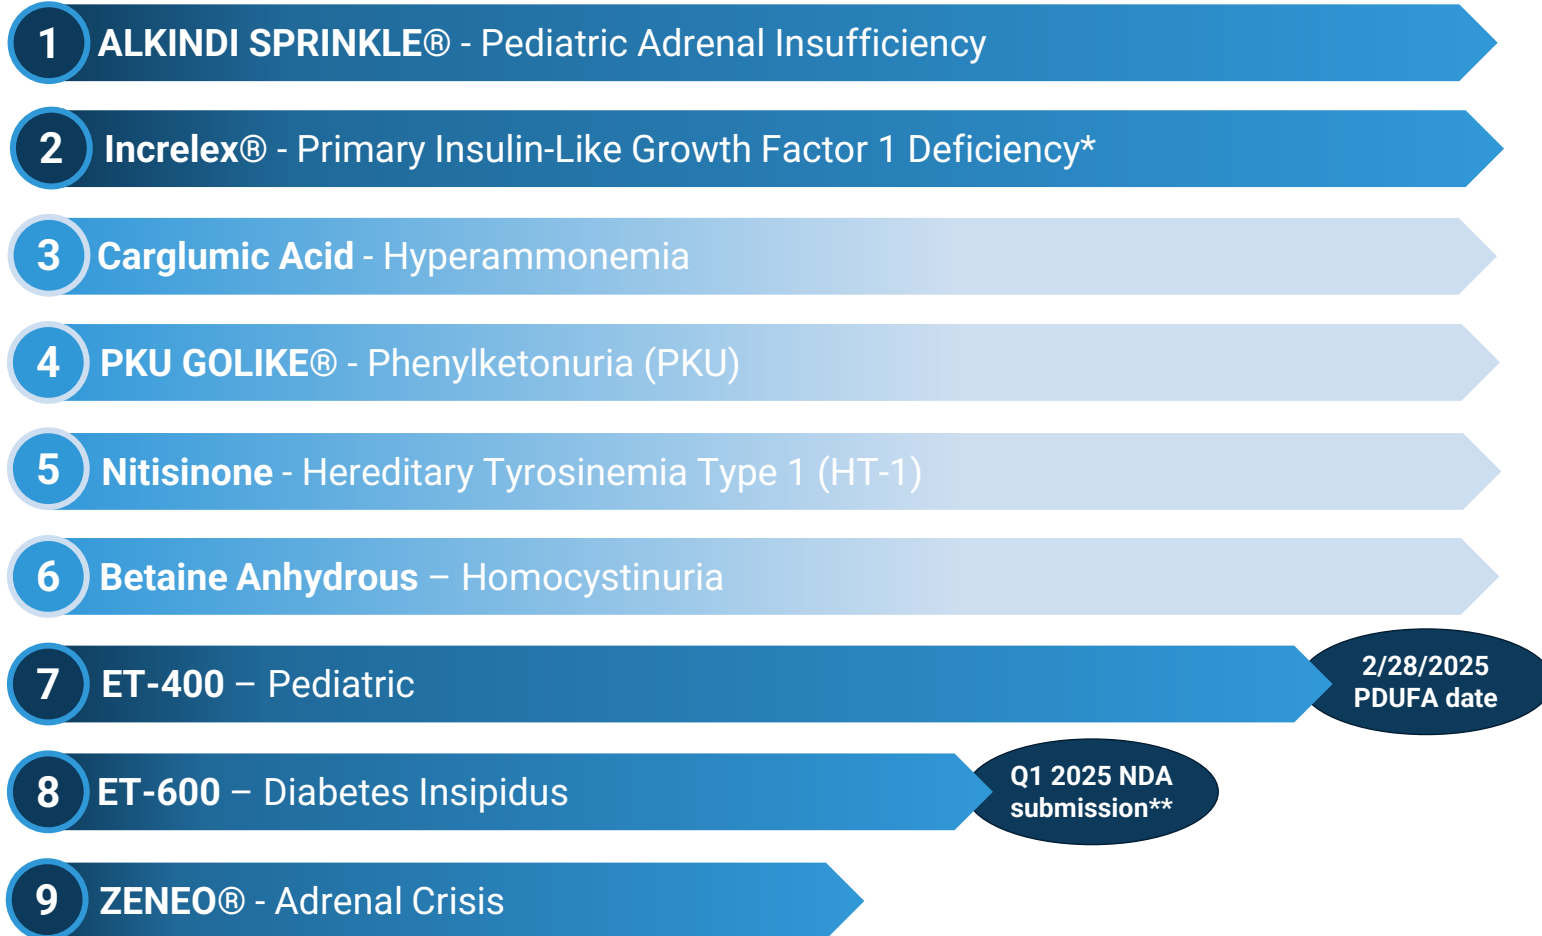 1 ALKINDI SPRINKLE® - Pediatric Adrenal Insufficiency
2 Increlex® - Primary Insulin-Like Growth Factor 1 Deficiency*
3 Carglumic Acid - Hyperammonemia
4 PKU GOLIKE® - Phenylketonuria (PKU)
5 Nitisinone - Hereditary Tyrosinemia Type 1 (HT-1)
6 Betaine Anhydrous – Homocystinuria
7 ET-400 – Pediatric
2/28/2025
PDUFA date
8 ET-600 – Diabetes Insipidus
Q1 2025 NDA
submission**
9 ZENEO® - Adrenal Crisis